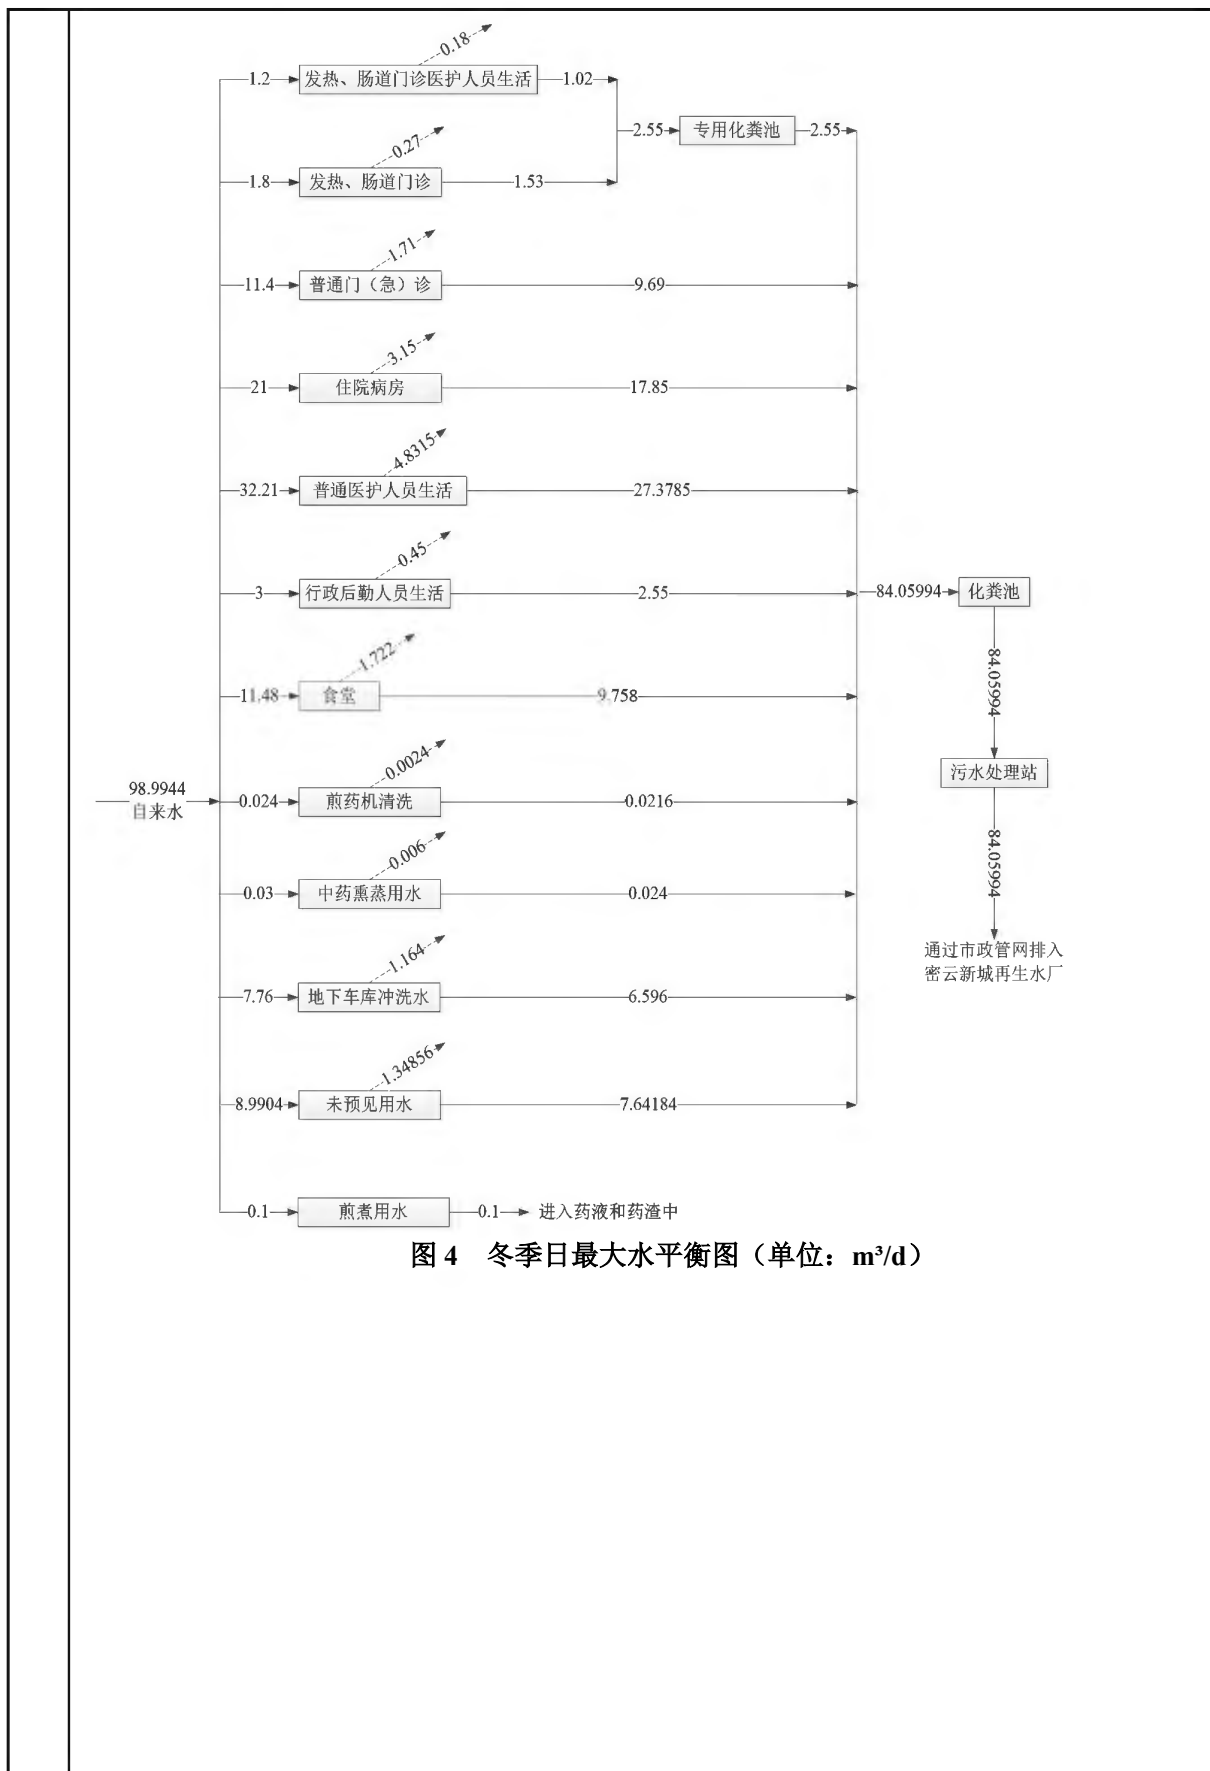 0.18
1.2
发热、肠道门诊医护人员生活
1.02
2.55
专用化粪池
2.55
0.27
1.8
发热、肠道门诊
1.53
1.71
11.4
普通门（急）诊
9.69
3.15
21
住院病房
17.85
4.8315
32.21
普通医护人员生活
27.3785
0.45
3
行政后勤人员生活
2.55
84.05994
化粪池
1.722
11.48
食堂
9.758
84.05994
98.9944
自来水
0.0024
0.024
煎药机清洗
0.0216
污水处理站
84.05994
0.006
0.03
中药熏蒸用水
0.024
通过市政管网排入
密云新城再生水厂
1.164
7.76
地下车库冲洗水
6.596
1.34856
8.9904
未预见用水
7.64184
0.1
煎煮用水
0.1
进入药液和药渣中
图 4 冬季日最大水平衡图（单位：m³/d）